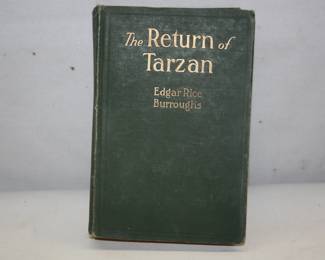 The Return of
Tarzan
Edgar Rice
Burroughs